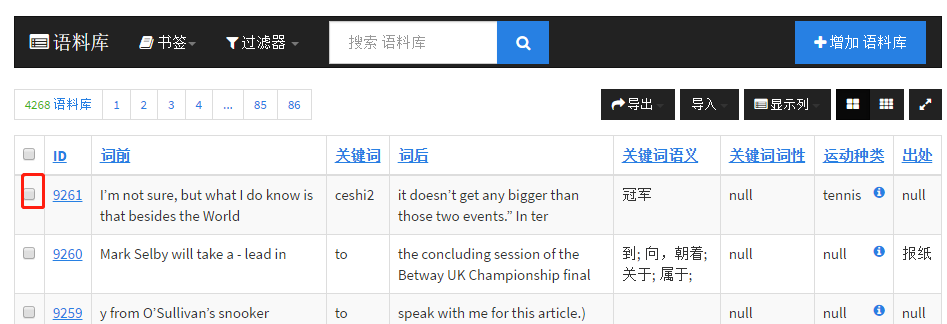 语料库 书签 过滤器 搜索 语料库 增加 语料库
4268 语料库 1 2 3 4 ... 85 86 导出 导入 显示列
ID 词前 关键词 词后 关键词语义 关键词词性 运动种类 出处
9261 I'm not sure, but what I do know is ceshi2 it doesn't get any bigger than 冠军 null tennis null
that besides the World those two events.” In ter
9260 Mark Selby will take a - lead in to the concluding session of the 到; 向，朝着; null null 报纸
Betway UK Championship final 关于; 属于;
9259 y from O'Sullivan's snooker to speak with me for this article.) null null null